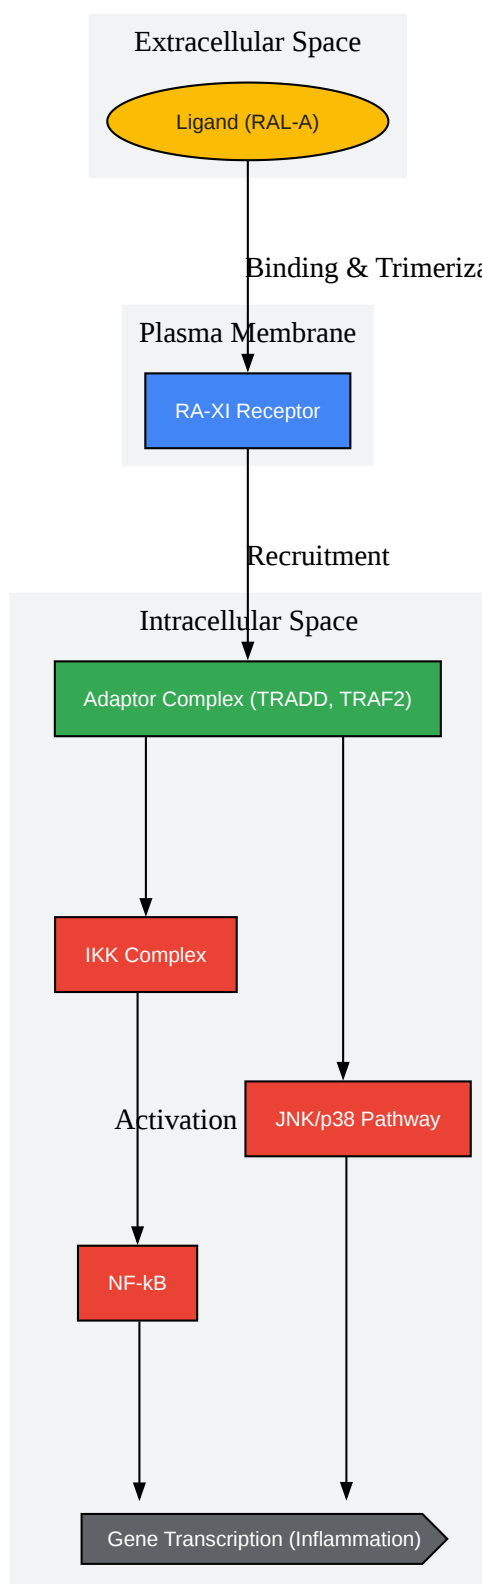 Extracellular Space
Ligand (RAL-A)
Binding & Trimeriza
Plasma Membrane
RA-XI Receptor
Recruitment
Intracellular Space
Adaptor Complex (TRADD, TRAF2)
IKK Complex
Activation
JNK/p38 Pathway
NF-kB
Gene Transcription (Inflammation)